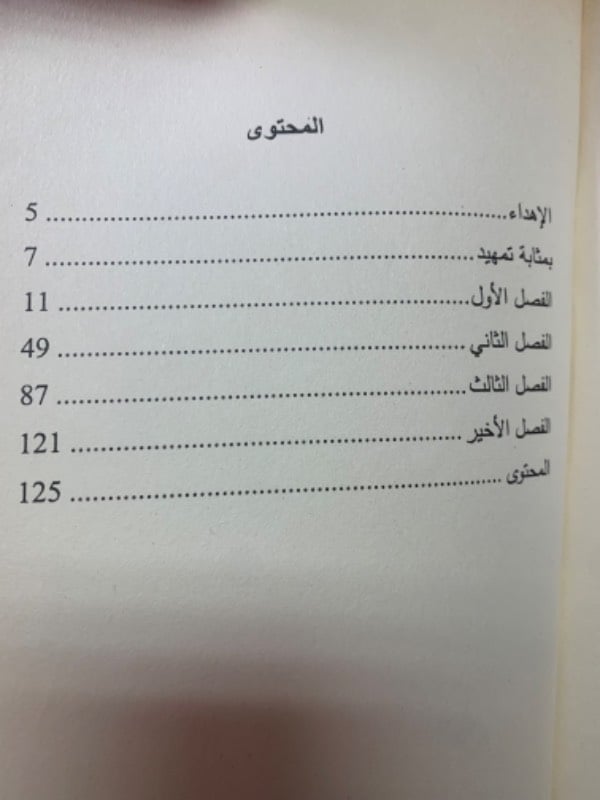 المحتوى
الإهداء.................................................... 5
بمثابة تمهيد.................................................... 7
الفصل الأول.................................................... 11
الفصل الثاني.................................................... 49
الفصل الثالث.................................................... 87
الفصل الأخير.................................................... 121
المحتوى.................................................... 125